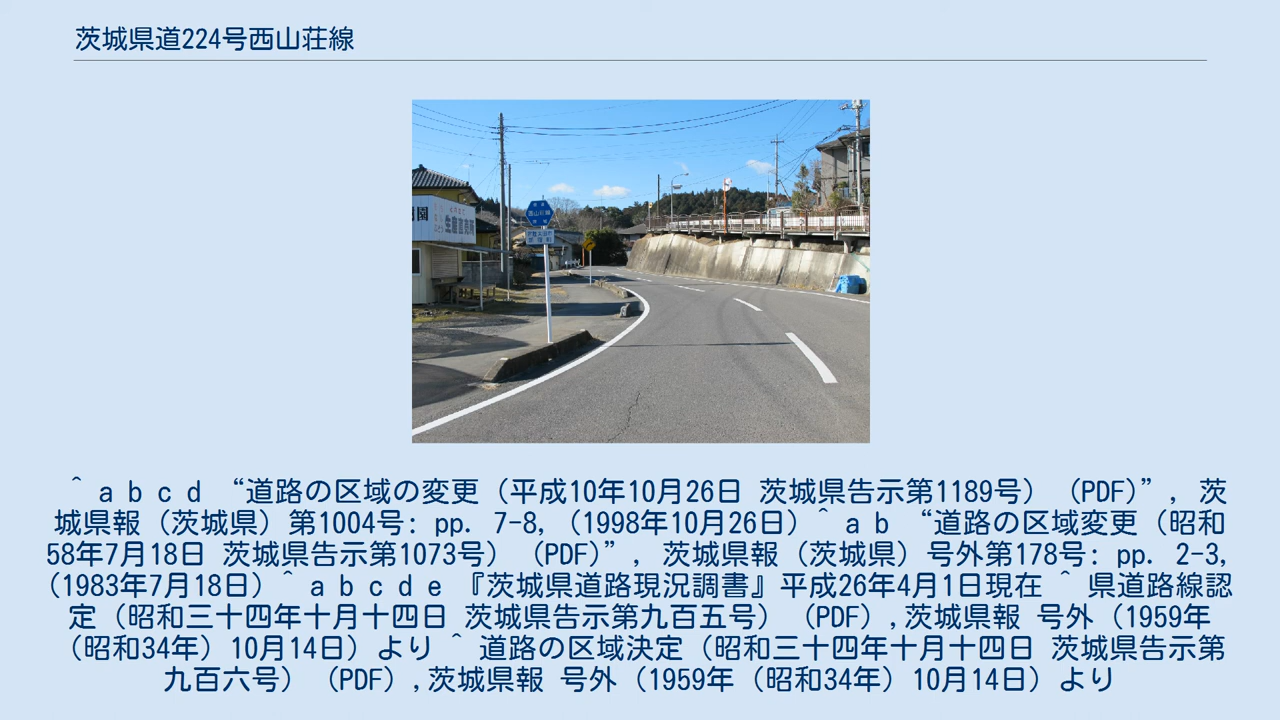 茨城県道224号西山荘線
西山荘線
園
生産直売所
^ a b c d “道路の区域の変更（平成10年10月26日 茨城県告示第1189号）（PDF）”, 茨
城県報（茨城県）第1004号: pp. 7-8,（1998年10月26日）^ a b “道路の区域変更（昭和
58年7月18日 茨城県告示第1073号）（PDF）”, 茨城県報（茨城県）号外第178号: pp. 2-3,
（1983年7月18日）^ a b c d e 『茨城県道路現況調書』平成26年4月1日現在 ^ 県道路線認
定（昭和三十四年十月十四日 茨城県告示第九百五号）（PDF）,茨城県報 号外（1959年
（昭和34年）10月14日）より ^ 道路の区域決定（昭和三十四年十月十四日 茨城県告示第
九百六号）（PDF）,茨城県報 号外（1959年（昭和34年）10月14日）より